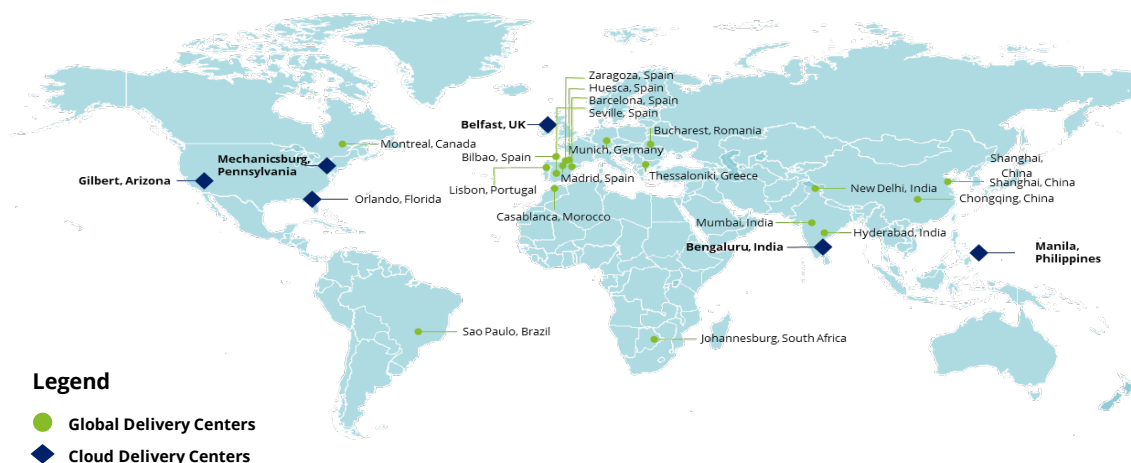 Zaragoza, Spain
Huesca, Spain
Barcelona, Spain
Seville, Spain
Belfast, UK
Bucharest, Romania
Montreal, Canada
Munich, Germany
Bilbao, Spain
Mechanicsburg,
Pennsylvania
Shanghai,
China
Thessaloniki, Greece
Madrid, Spain
Gilbert, Arizona
Shanghai, China
Lisbon, Portugal
New Delhi, India
Orlando, Florida
Chongqing, China
Casablanca, Morocco
Mumbai, India
Hyderabad, India
Bengaluru, India
Manila,
Philippines
Sao Paulo, Brazil
Johannesburg, South Africa
Legend
Global Delivery Centers
Cloud Delivery Centers